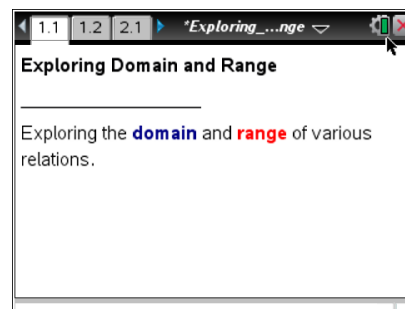 1.1 1.2 2.1 *Exploring_...nge
Exploring Domain and Range
Exploring the domain and range of various
relations.